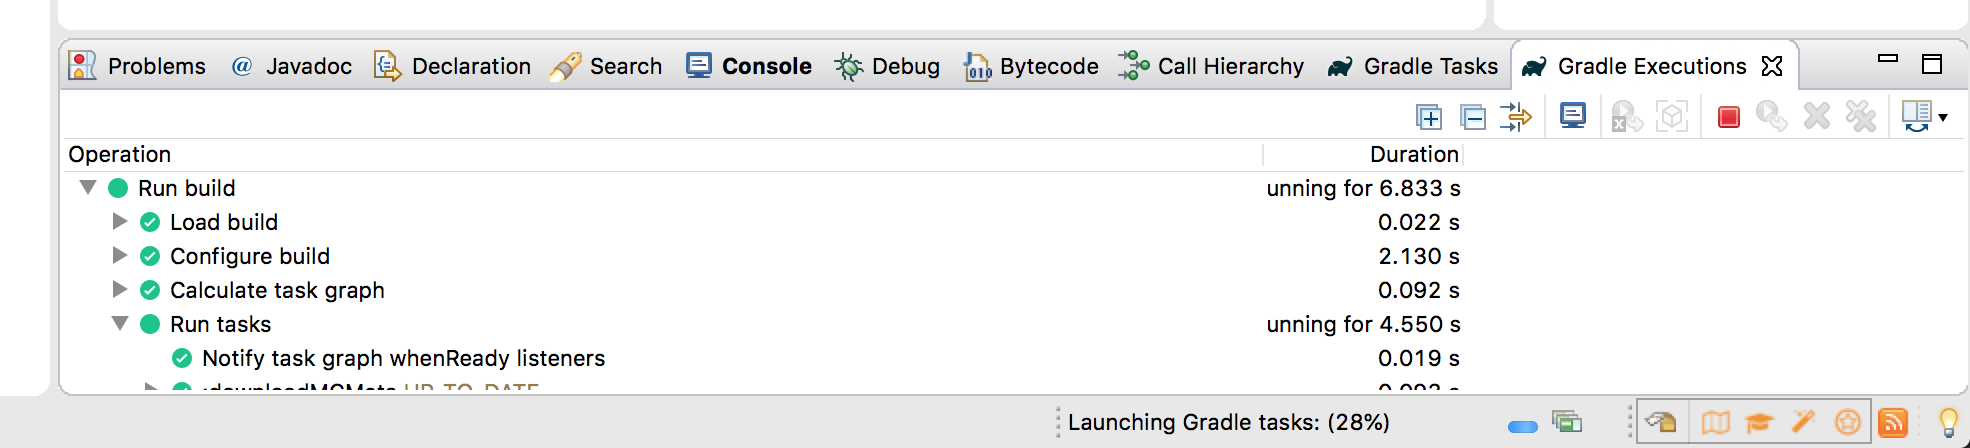 Problems @ Javadoc Declaration Search Console Debug Bytecode Call Hierarchy Gradle Tasks Gradle Executions
Operation Duration
Run build unning for 6.833 s
Load build 0.022 s
Configure build 2.130 s
Calculate task graph 0.092 s
Run tasks unning for 4.550 s
Notify task graph whenReady listeners 0.019 s
Launching Gradle tasks: (28%)